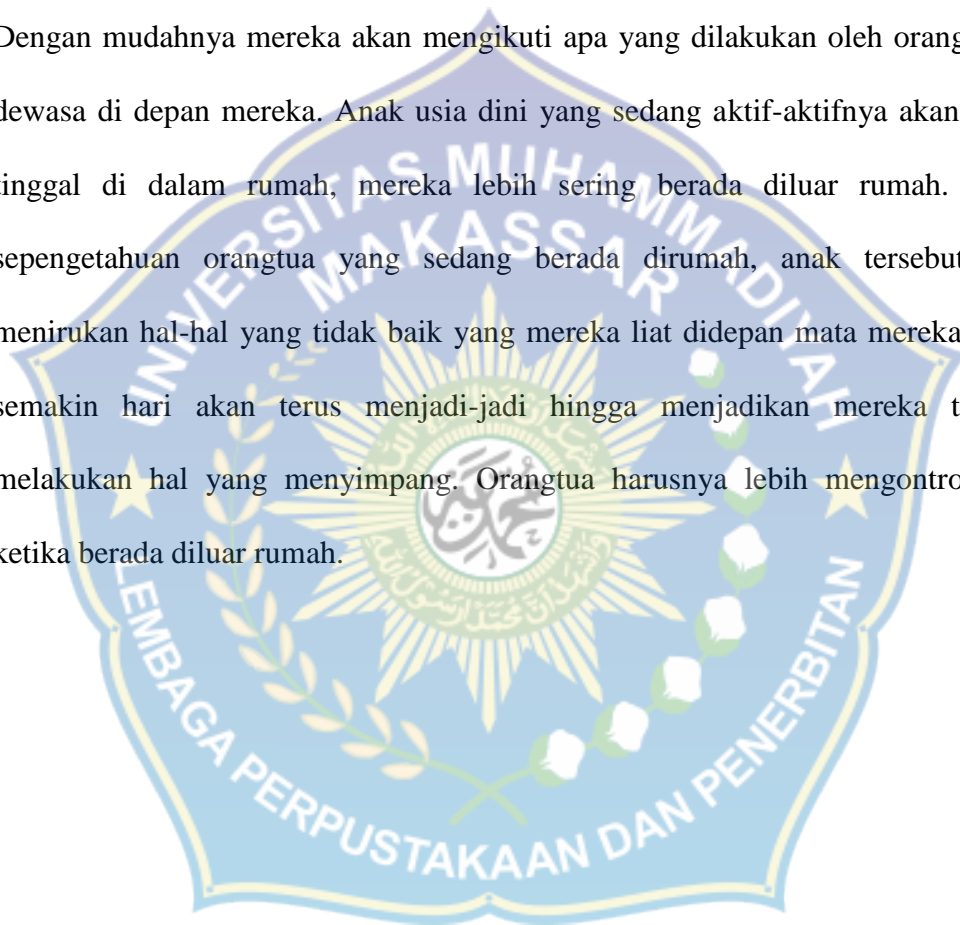 Dengan mudahnya mereka akan mengikuti apa yang dilakukan oleh orang
dewasa di depan mereka. Anak usia dini yang sedang aktif-aktifnya akan
tinggal di dalam rumah, mereka lebih sering berada diluar rumah.
sepengetahuan orangtua yang sedang berada dirumah, anak tersebut
menirukan hal-hal yang tidak baik yang mereka liat didepan mata mereka
semakin hari akan terus menjadi-jadi hingga menjadikan mereka t
melakukan hal yang menyimpang. Orangtua harusnya lebih mengontro
ketika berada diluar rumah.
UNIVERSITAS MUHAMMADIYAH
MAKASSAR
محمدية
LEMBAGA PERPUSTAKAAN DAN PENERBITAN